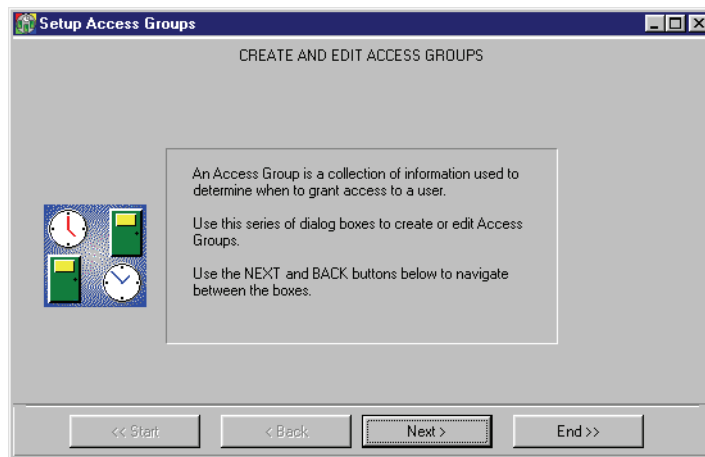 Setup Access Groups
CREATE AND EDIT ACCESS GROUPS
An Access Group is a collection of information used to
determine when to grant access to a user.
Use this series of dialog boxes to create or edit Access
Groups.
Use the NEXT and BACK buttons below to navigate
between the boxes.
<< Start
< Back
Next >
End >>